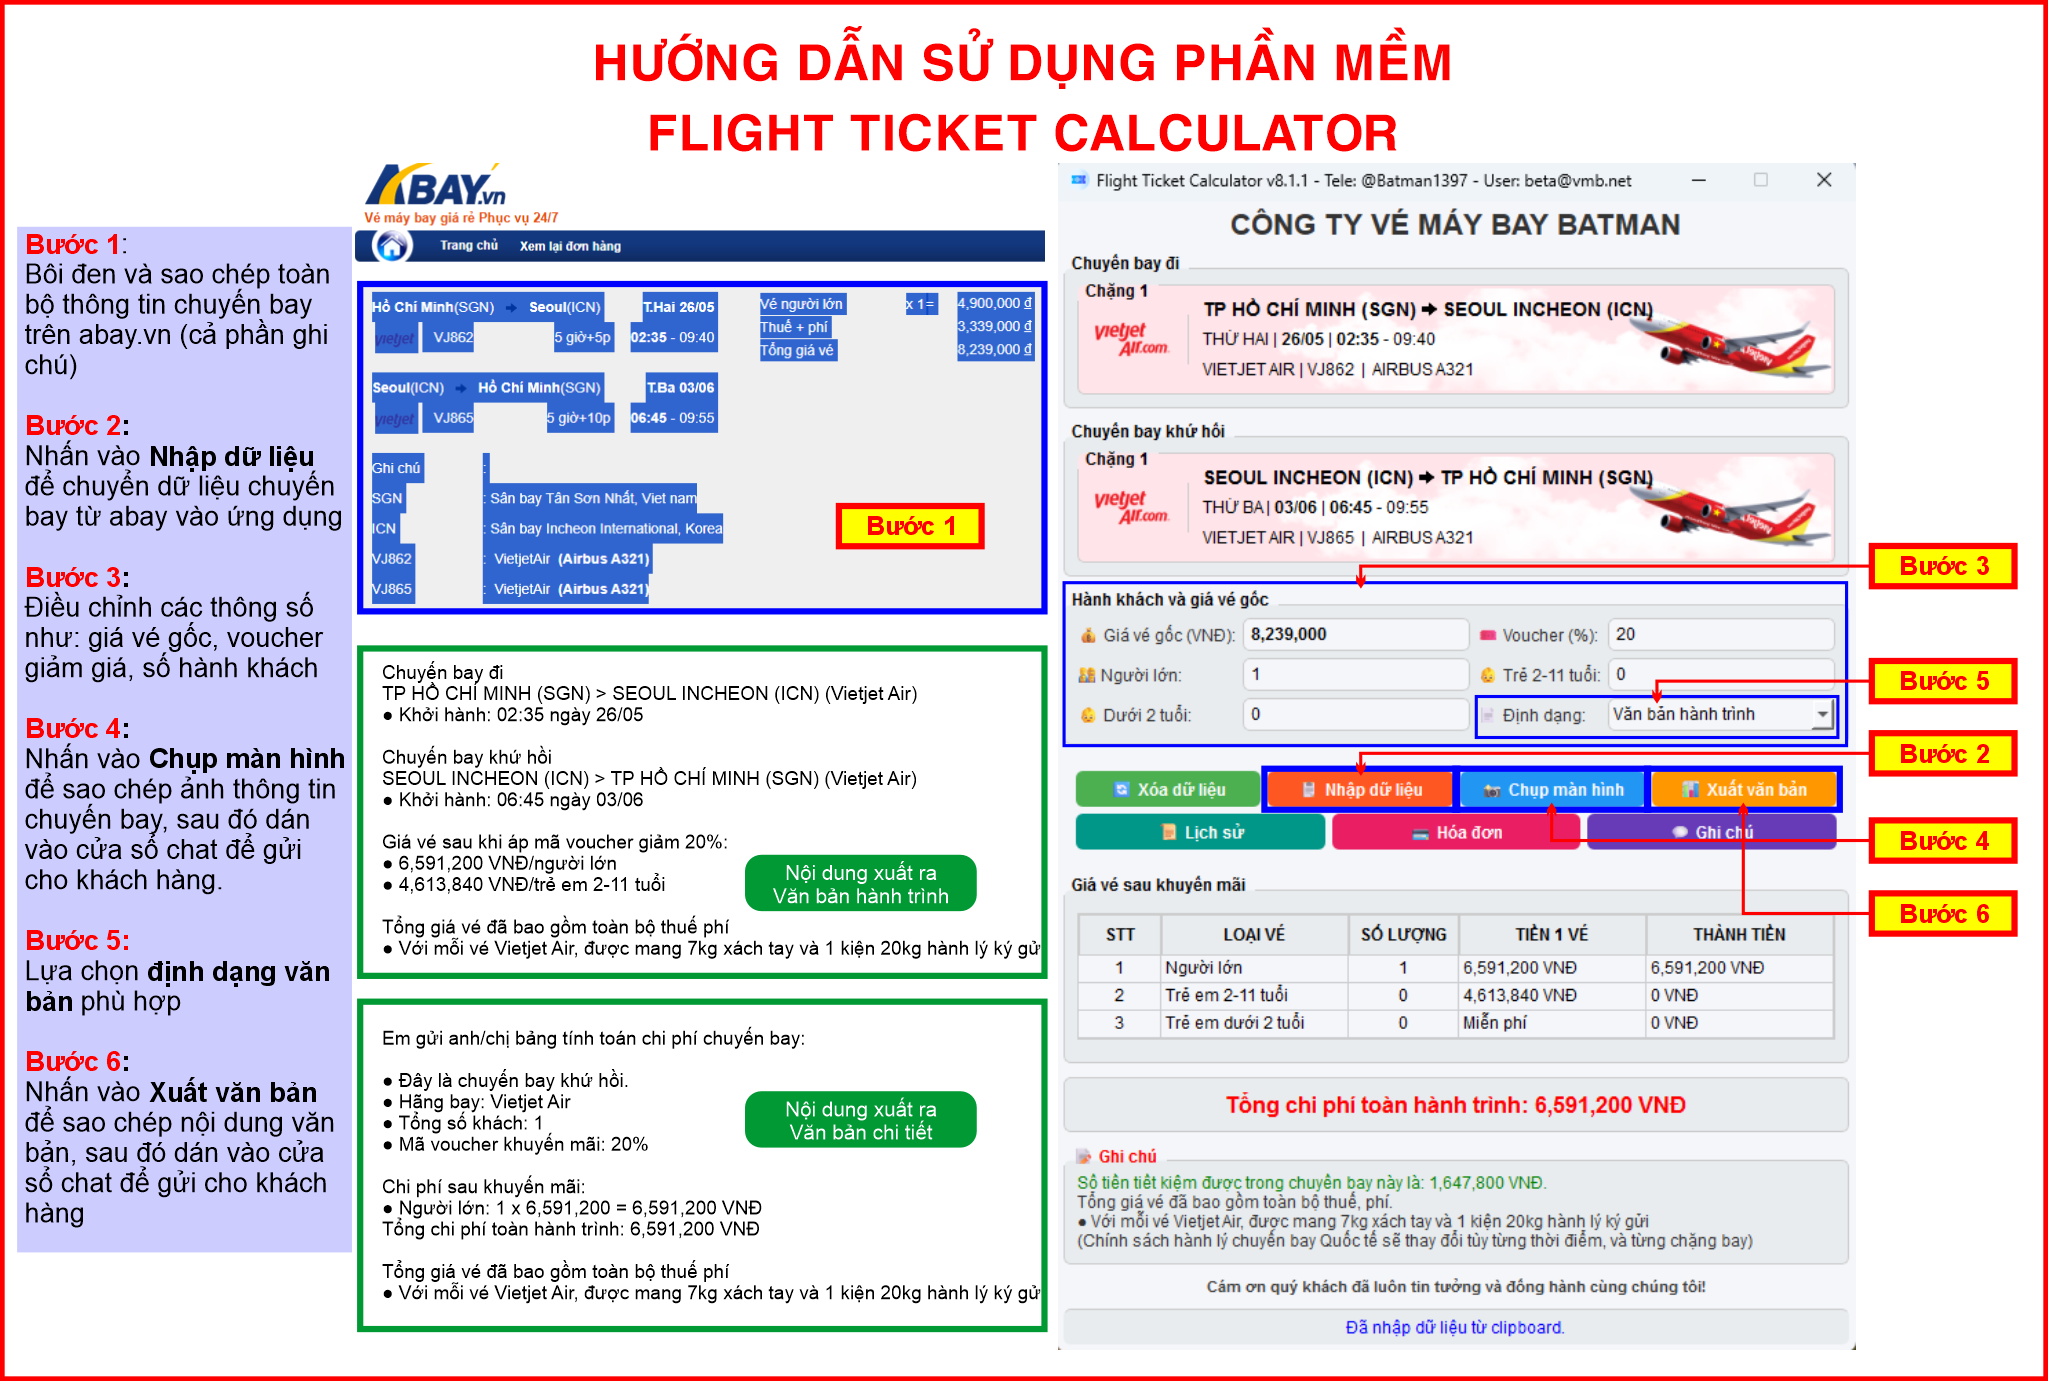 HƯỚNG DẪN SỬ DỤNG PHẦN MỀM
FLIGHT TICKET CALCULATOR
Bước 1:
Bôi đen và sao chép toàn
bộ thông tin chuyến bay
trên abay.vn (cả phần ghi
chú)
Bước 2:
Nhấn vào Nhập dữ liệu
để chuyển dữ liệu chuyến
bay từ abay vào ứng dụng
Bước 3:
Điều chỉnh các thông số
như: giá vé gốc, voucher
giảm giá, số hành khách
Bước 4:
Nhấn vào Chụp màn hình
để sao chép ảnh thông tin
chuyến bay, sau đó dán
vào cửa sổ chat để gửi
cho khách hàng.
Bước 5:
Lựa chọn định dạng văn
bản phù hợp
Bước 6:
Nhấn vào Xuất văn bản
để sao chép nội dung văn
bản, sau đó dán vào cửa
sổ chat để gửi cho khách
hàng
ABAY.vn
Vé máy bay giá rẻ Phục vụ 24/7
Trang chủ Xem lại đơn hàng
Hồ Chí Minh(SGN) ➔ Seoul(ICN) T.Hai 26/05 Vé người lớn x 1= 4,900,000 đ
vietjet VJ862 5 giờ+5p 02:35 - 09:40 Thuế + phí 3,339,000 đ
Tổng giá vé 8,239,000 đ
Seoul(ICN) ➔ Hồ Chí Minh(SGN) T.Ba 03/06
vietjet VJ865 5 giờ+10p 06:45 - 09:55
Ghi chú :
SGN : Sân bay Tân Sơn Nhất, Viet nam
ICN : Sân bay Incheon International, Korea
VJ862 : VietjetAir (Airbus A321)
VJ865 : VietjetAir (Airbus A321)
Bước 1
Chuyến bay đi
TP HỒ CHÍ MINH (SGN) > SEOUL INCHEON (ICN) (Vietjet Air)
● Khởi hành: 02:35 ngày 26/05
Chuyến bay khứ hồi
SEOUL INCHEON (ICN) > TP HỒ CHÍ MINH (SGN) (Vietjet Air)
● Khởi hành: 06:45 ngày 03/06
Giá vé sau khi áp mã voucher giảm 20%:
● 6,591,200 VNĐ/người lớn
● 4,613,840 VNĐ/trẻ em 2-11 tuổi
Nội dung xuất ra
Văn bản hành trình
Tổng giá vé đã bao gồm toàn bộ thuế phí
● Với mỗi vé Vietjet Air, được mang 7kg xách tay và 1 kiện 20kg hành lý ký gử
Em gửi anh/chị bảng tính toán chi phí chuyến bay:
● Đây là chuyến bay khứ hồi.
● Hãng bay: Vietjet Air
● Tổng số khách: 1
● Mã voucher khuyến mãi: 20%
Nội dung xuất ra
Văn bản chi tiết
Chi phí sau khuyến mãi:
● Người lớn: 1 x 6,591,200 = 6,591,200 VNĐ
Tổng chi phí toàn hành trình: 6,591,200 VNĐ
Tổng giá vé đã bao gồm toàn bộ thuế phí
● Với mỗi vé Vietjet Air, được mang 7kg xách tay và 1 kiện 20kg hành lý ký gử
Flight Ticket Calculator v8.1.1 - Tele: @Batman1397 - User: beta@vmb.net
CÔNG TY VÉ MÁY BAY BATMAN
Chuyến bay đi
Chặng 1
vietjet Air.com
TP HỒ CHÍ MINH (SGN) ➔ SEOUL INCHEON (ICN)
THỨ HAI | 26/05 | 02:35 - 09:40
VIETJET AIR | VJ862 | AIRBUS A321
Chuyến bay khứ hồi
Chặng 1
vietjet Air.com
SEOUL INCHEON (ICN) ➔ TP HỒ CHÍ MINH (SGN)
THỨ BA | 03/06 | 06:45 - 09:55
VIETJET AIR | VJ865 | AIRBUS A321
Bước 3
Hành khách và giá vé gốc
Giá vé gốc (VNĐ): 8,239,000 Voucher (%): 20
Người lớn: 1 Trẻ 2-11 tuổi: 0
Bước 5
Dưới 2 tuổi: 0 Định dạng: Văn bản hành trình
Bước 2
Xóa dữ liệu Nhập dữ liệu Chụp màn hình Xuất văn bản
Lịch sử Hóa đơn Ghi chú
Bước 4
Giá vé sau khuyến mãi
Bước 6
STT LOẠI VÉ SỐ LƯỢNG TIỀN 1 VÉ THÀNH TIỀN
1 Người lớn 1 6,591,200 VNĐ 6,591,200 VNĐ
2 Trẻ em 2-11 tuổi 0 4,613,840 VNĐ 0 VNĐ
3 Trẻ em dưới 2 tuổi 0 Miễn phí 0 VNĐ
Tổng chi phí toàn hành trình: 6,591,200 VNĐ
Ghi chú
Số tiền tiết kiệm được trong chuyến bay này là: 1,647,800 VNĐ.
Tổng giá vé đã bao gồm toàn bộ thuế, phí.
● Với mỗi vé Vietjet Air, được mang 7kg xách tay và 1 kiện 20kg hành lý ký gửi
(Chính sách hành lý chuyến bay Quốc tế sẽ thay đổi tùy từng thời điểm, và từng chặng bay)
Cám ơn quý khách đã luôn tin tưởng và đồng hành cùng chúng tôi!
Đã nhập dữ liệu từ clipboard.